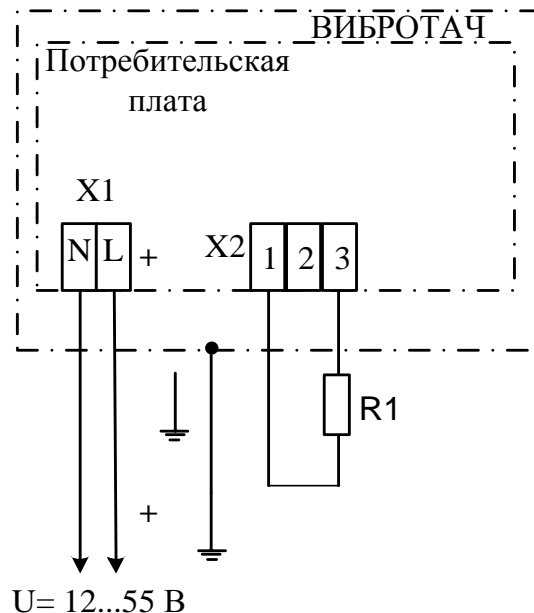 ВИБРОТАЧ
Потребительская
плата
X1
N L +
X2 1 2 3
R1
+
U= 12...55 В